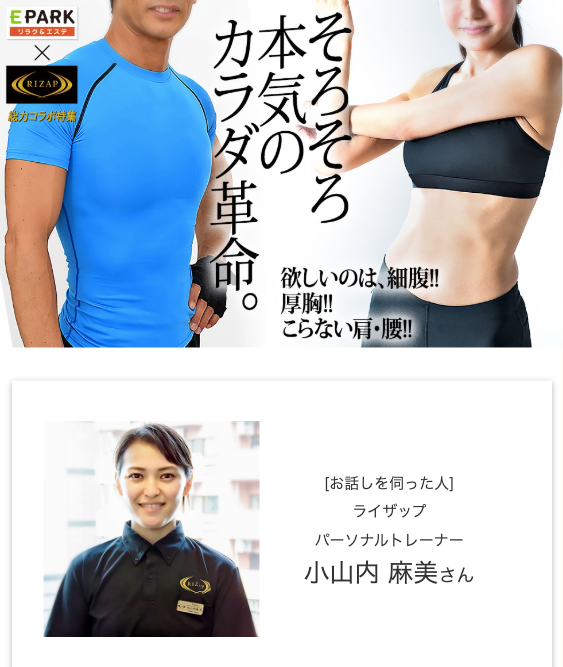 EPARK
リラク&エステ
×
RIZAP
総力コラボ特集
そろそろ
本気の
カラダ革命。
欲しいのは、細腹!!
厚胸!!
こらない肩・腰!!
[お話しを伺った人]
ライザップ
パーソナルトレーナー
小山内 麻美さん
RIZAP